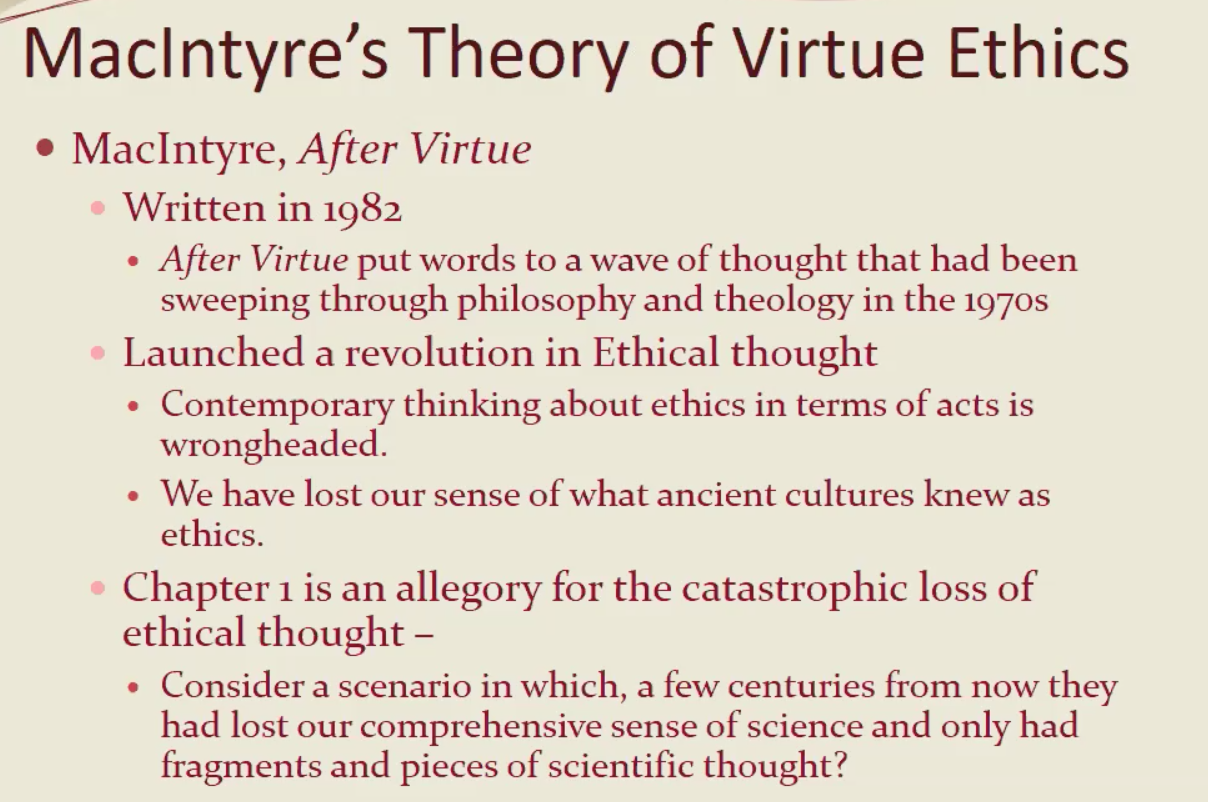 MacIntyre’s Theory of Virtue Ethics
• MacIntyre, After Virtue
• Written in 1982
• After Virtue put words to a wave of thought that had been
sweeping through philosophy and theology in the 1970s
• Launched a revolution in Ethical thought
• Contemporary thinking about ethics in terms of acts is
wrongheaded.
• We have lost our sense of what ancient cultures knew as
ethics.
• Chapter 1 is an allegory for the catastrophic loss of
ethical thought –
• Consider a scenario in which, a few centuries from now they
had lost our comprehensive sense of science and only had
fragments and pieces of scientific thought?